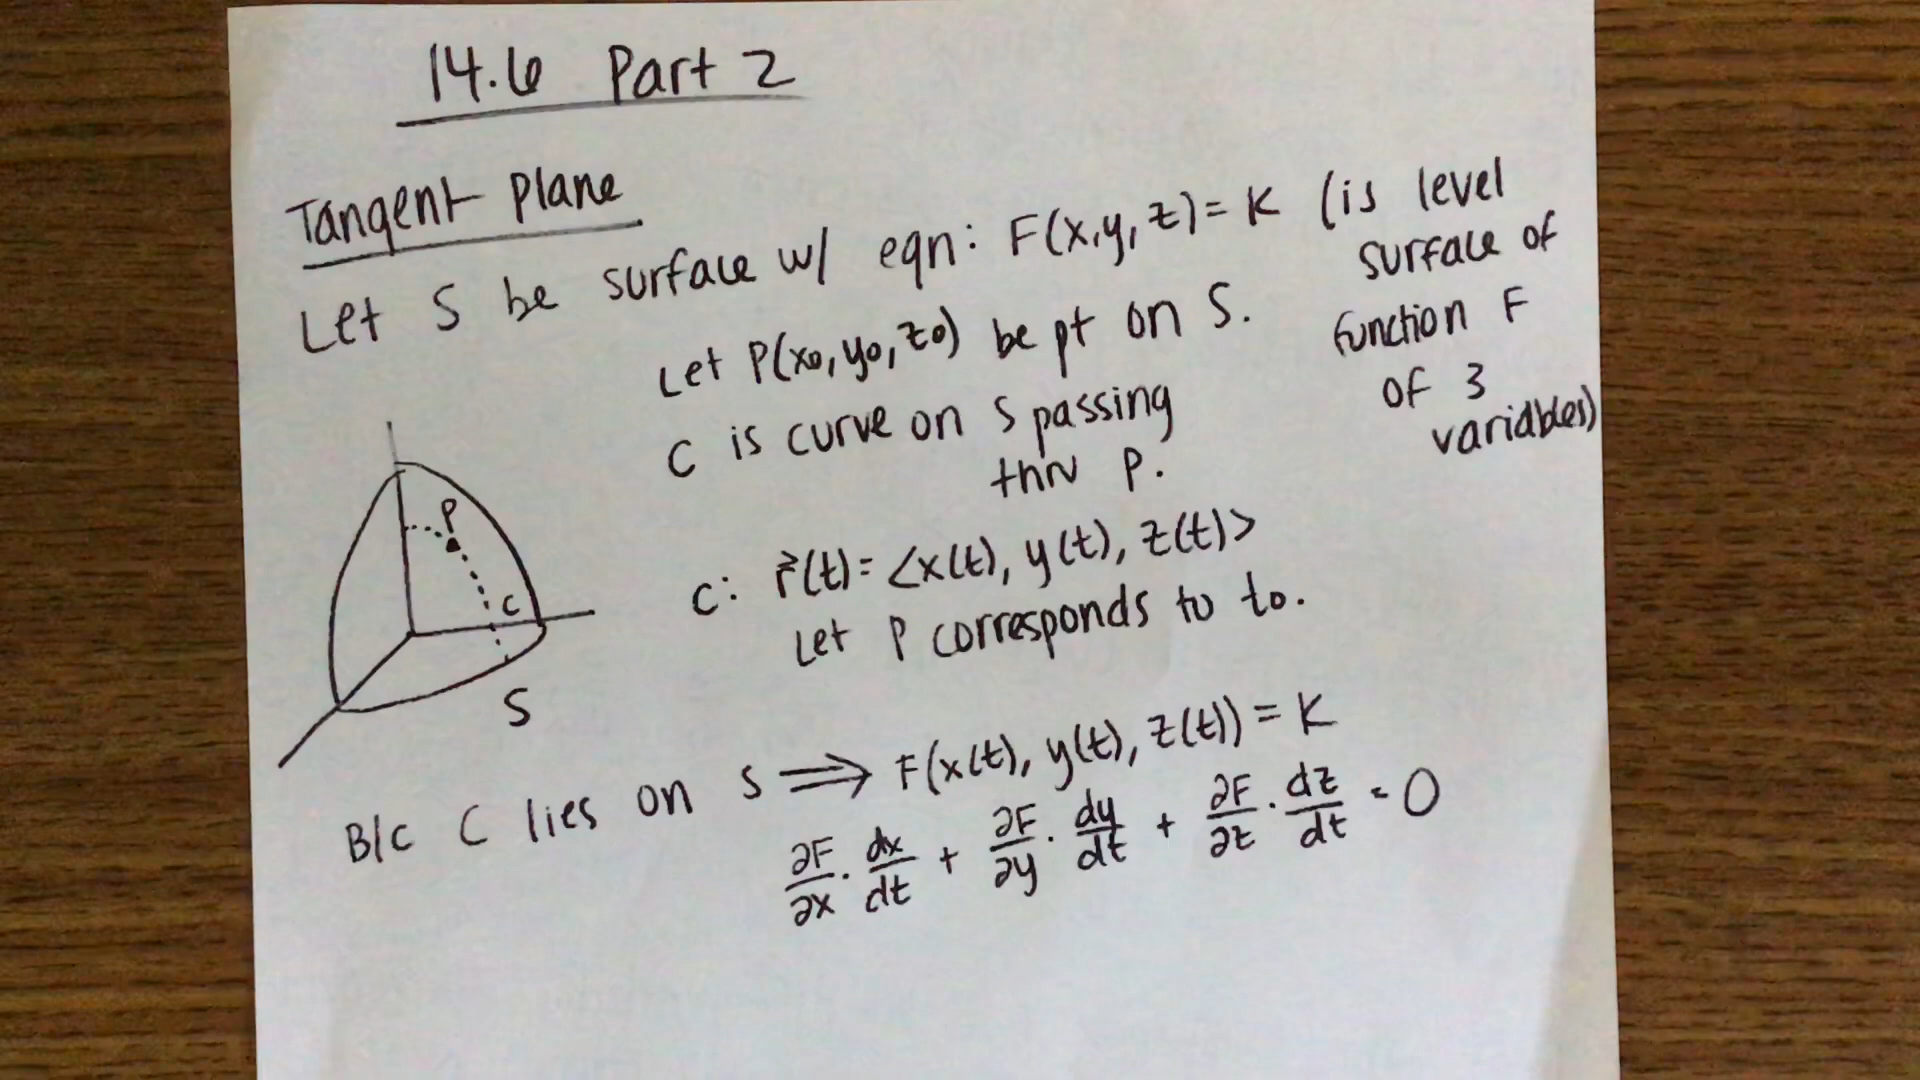 14.6 Part 2
Tangent Plane
Let S be surface w/ eqn: F(x,y,z)=K (is level
surface of
function F
of 3
variables)
Let P(x₀,y₀,z₀) be pt on S.
C is curve on S passing
thru P.
P
C
S
C: r⃗(t)=<x(t), y(t), z(t)>
Let P corresponds to t₀.
B/c C lies on S ⟹ F(x(t), y(t), z(t)) = K
∂F/∂x · dx/dt + ∂F/∂y · dy/dt + ∂F/∂z · dz/dt = 0